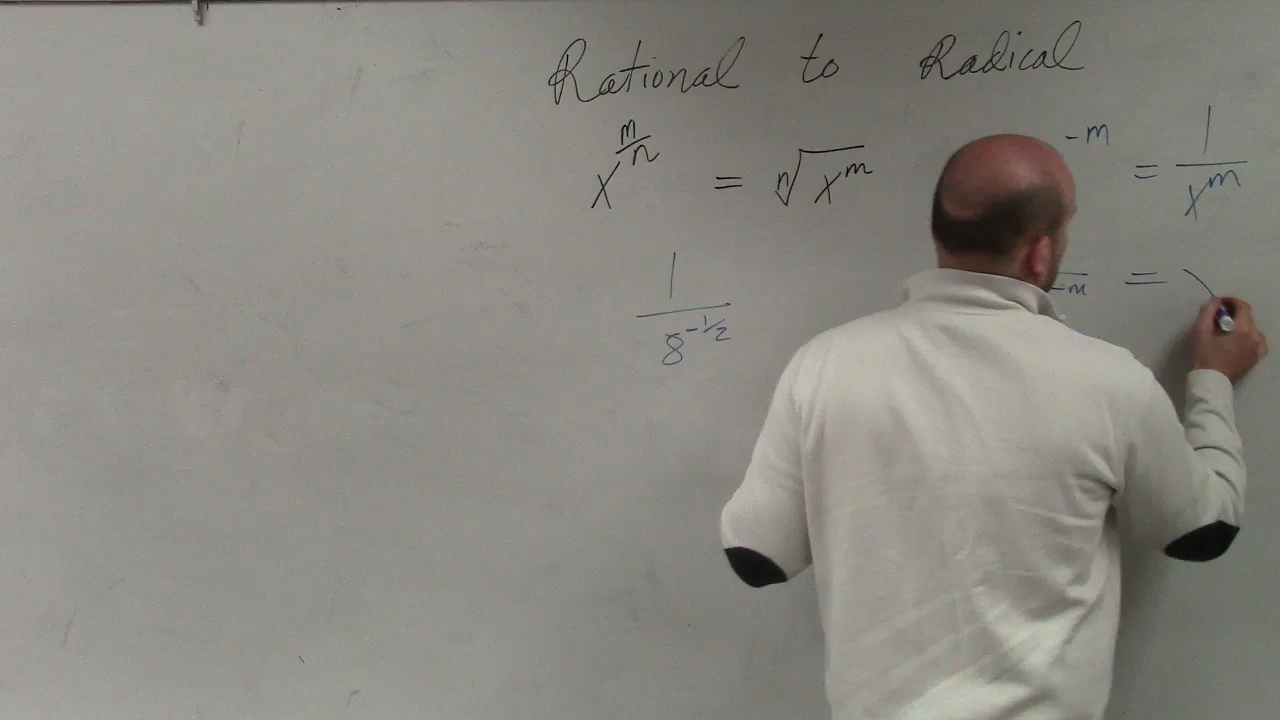 Rational to Radical
x^(m/n) = ⁿ√(x^m)
-m = 1/x^m
1/8^(-1/2)
-m =